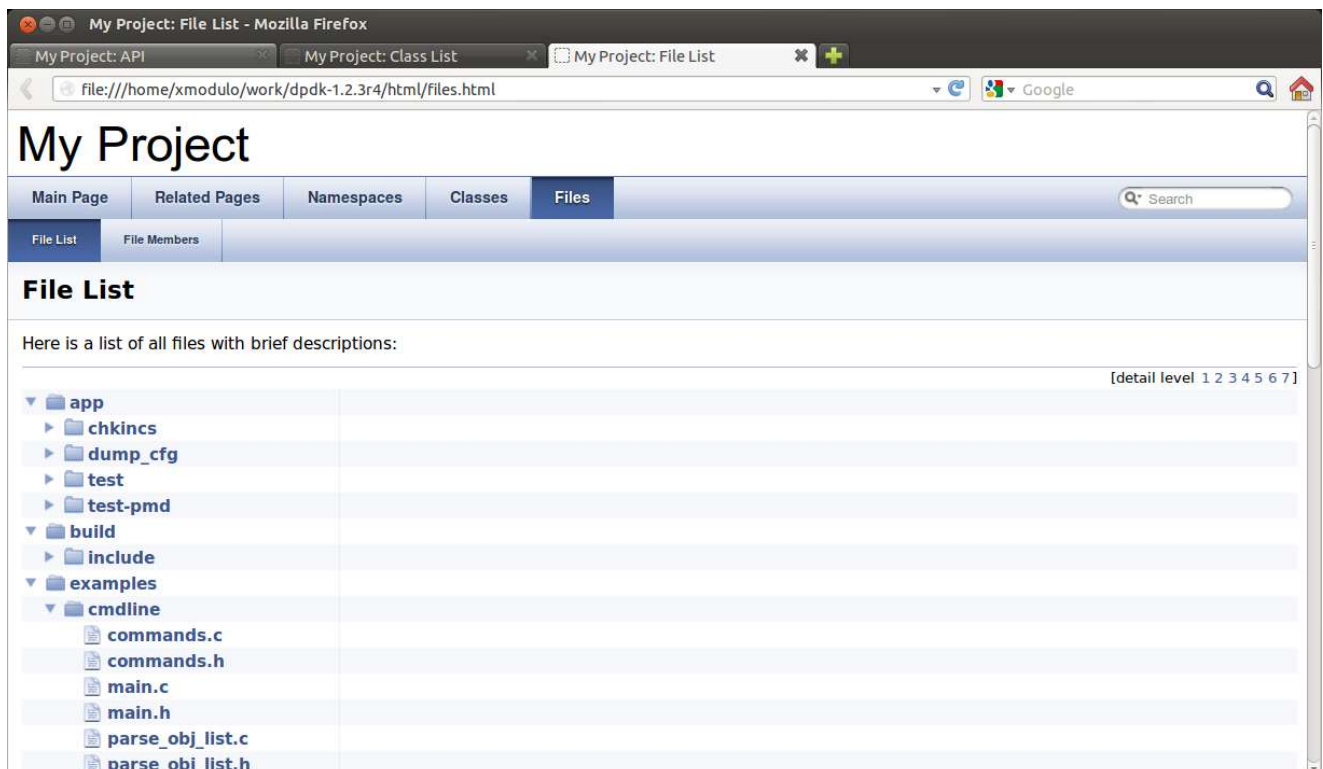 My Project: File List - Mozilla Firefox
My Project: API
My Project: Class List
My Project: File List
file:///home/xmodulo/work/dpdk-1.2.3r4/html/files.html
Google
My Project
Main Page
Related Pages
Namespaces
Classes
Files
Search
File List
File Members
File List
Here is a list of all files with brief descriptions:
[detail level 1 2 3 4 5 6 7]
app
chkincs
dump_cfg
test
test-pmd
build
include
examples
cmdline
commands.c
commands.h
main.c
main.h
parse_obj_list.c
parse_obj_list.h